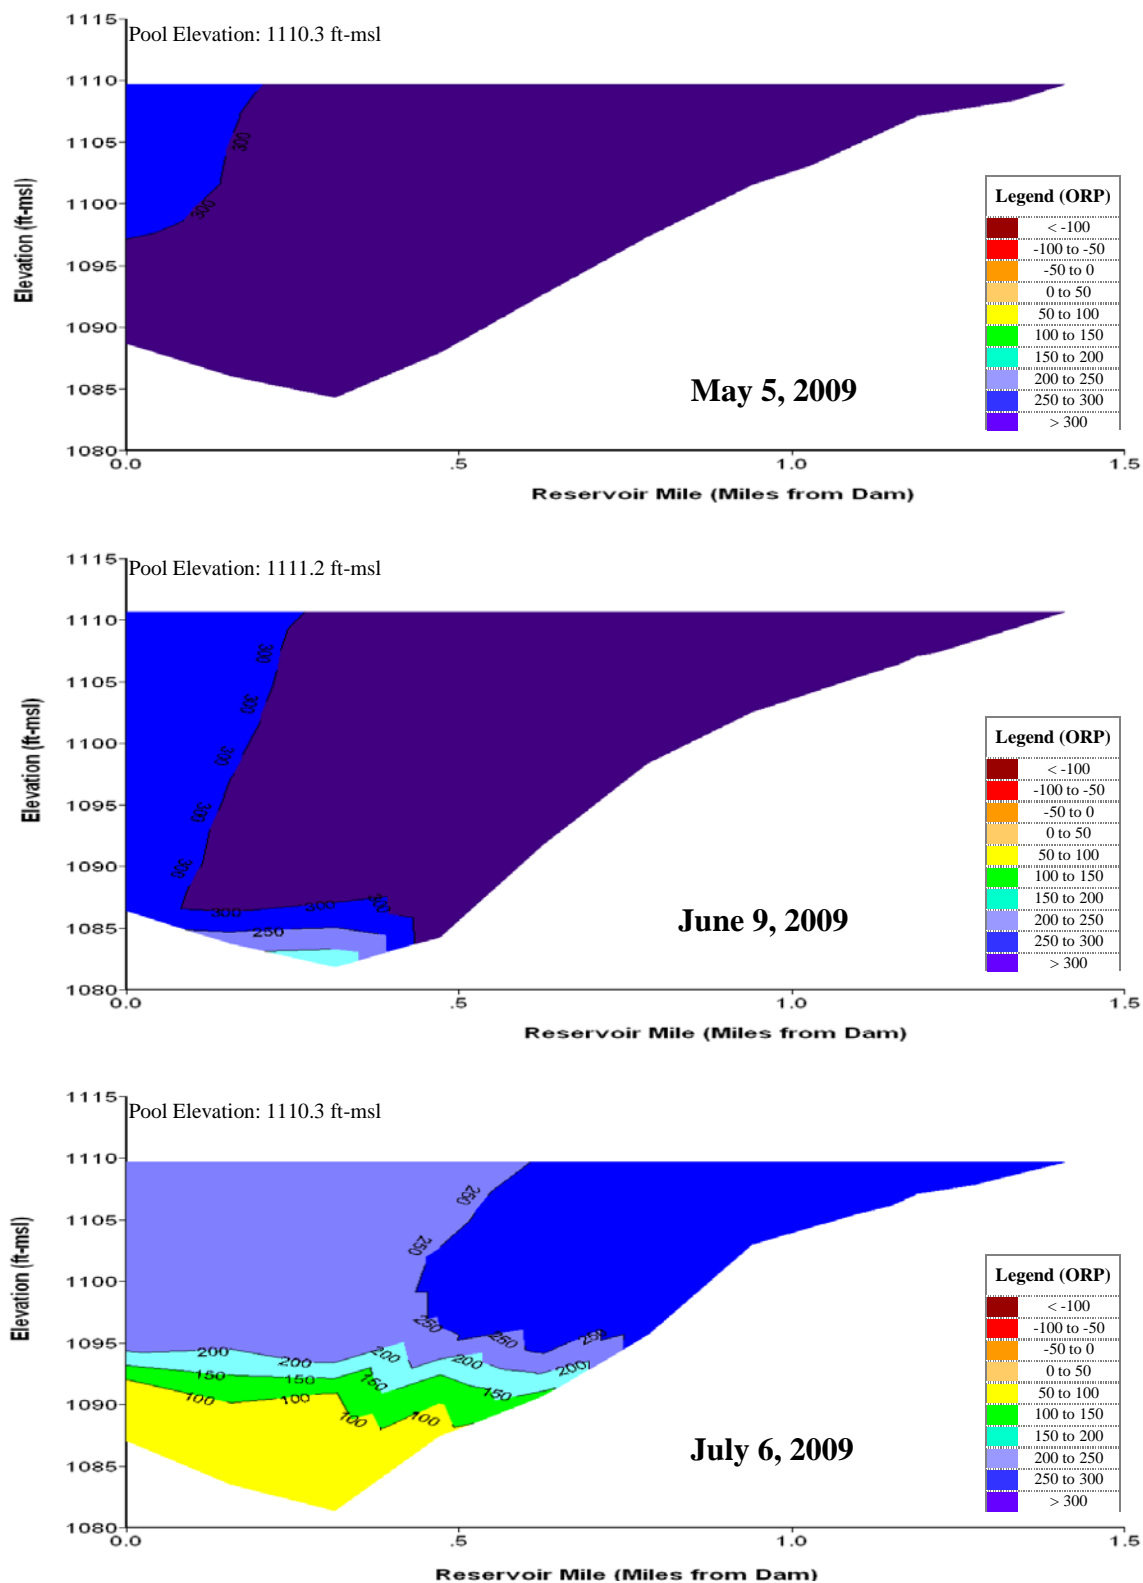 1115
Pool Elevation: 1110.3 ft-msl
1110
1105
1100
1095
1090
1085
1080
Elevation (ft-msl)
300
300
Legend (ORP)
< -100
-100 to -50
-50 to 0
0 to 50
50 to 100
100 to 150
150 to 200
200 to 250
250 to 300
> 300
May 5, 2009
0.0 .5 1.0 1.5
Reservoir Mile (Miles from Dam)
1115
Pool Elevation: 1111.2 ft-msl
1110
1105
1100
1095
1090
1085
1080
Elevation (ft-msl)
300
300
300
300
300
300 300 300
250
Legend (ORP)
< -100
-100 to -50
-50 to 0
0 to 50
50 to 100
100 to 150
150 to 200
200 to 250
250 to 300
> 300
June 9, 2009
0.0 .5 1.0 1.5
Reservoir Mile (Miles from Dam)
1115
Pool Elevation: 1110.3 ft-msl
1110
1105
1100
1095
1090
1085
1080
Elevation (ft-msl)
250
250
250 250 250
200 200 200 200 200
150 150 150 150
100 100 100 100
Legend (ORP)
< -100
-100 to -50
-50 to 0
0 to 50
50 to 100
100 to 150
150 to 200
200 to 250
250 to 300
> 300
July 6, 2009
0.0 .5 1.0 1.5
Reservoir Mile (Miles from Dam)